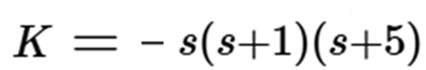 K = − s(s+1)(s+5)